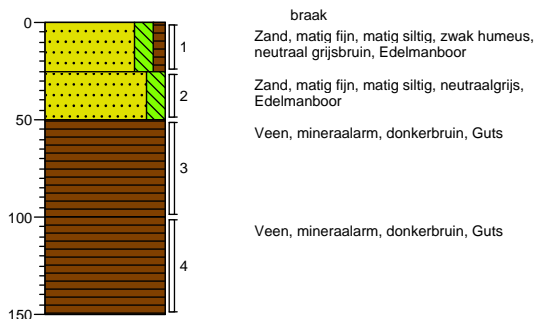 braak
0
1
Zand, matig fijn, matig siltig, zwak humeus,
neutraal grijsbruin, Edelmanboor
2
Zand, matig fijn, matig siltig, neutraalgrijs,
Edelmanboor
50
Veen, mineraalarm, donkerbruin, Guts
3
100
Veen, mineraalarm, donkerbruin, Guts
4
150